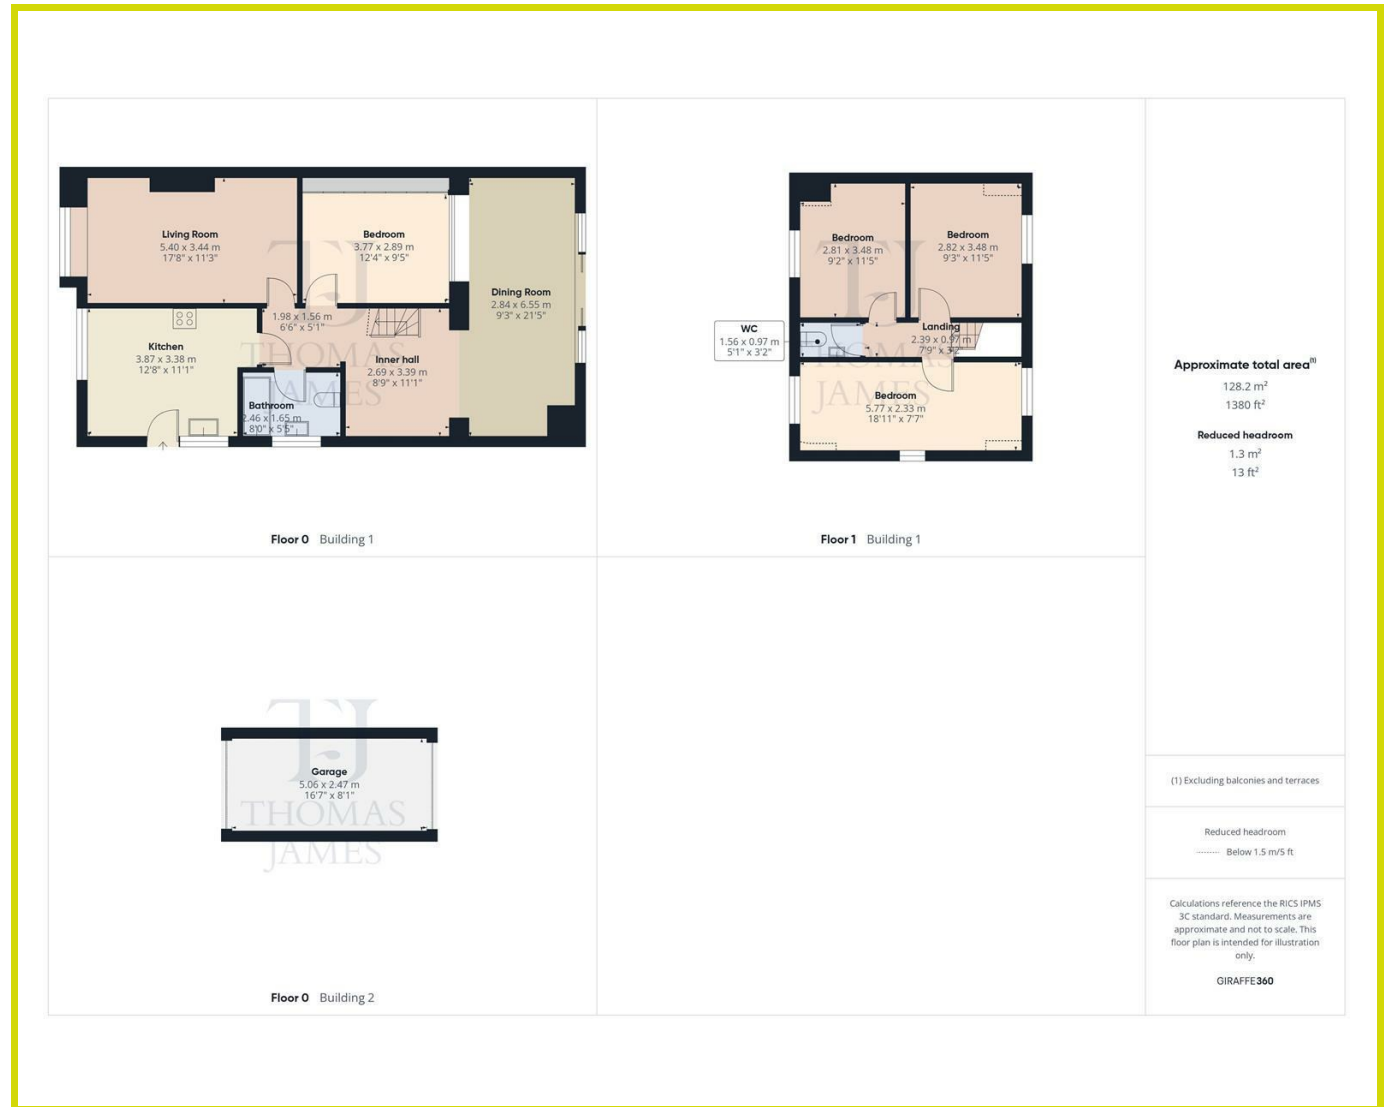 Living Room
5.40 x 3.44 m
17'8" x 11'3"
Bedroom
3.77 x 2.89 m
12'4" x 9'5"
Dining Room
2.84 x 6.55 m
9'3" x 21'5"
1.98 x 1.56 m
6'6" x 5'1"
Kitchen
3.87 x 3.38 m
12'8" x 11'1"
Inner hall
2.69 x 3.39 m
8'9" x 11'1"
Bathroom
2.46 x 1.65 m
8'0" x 5'5"
TJ
THOMAS
JAMES
Floor 0 Building 1
Bedroom
2.81 x 3.48 m
9'2" x 11'5"
Bedroom
2.82 x 3.48 m
9'3" x 11'5"
WC
1.56 x 0.97 m
5'1" x 3'2"
Landing
2.39 x 0.97 m
7'9" x 3'2"
Bedroom
5.77 x 2.33 m
18'11" x 7'7"
TJ
THOMAS
JAMES
Floor 1 Building 1
Garage
5.06 x 2.47 m
16'7" x 8'1"
TJ
THOMAS
JAMES
Floor 0 Building 2
Approximate total area(1)
128.2 m²
1380 ft²
Reduced headroom
1.3 m²
13 ft²
(1) Excluding balconies and terraces
Reduced headroom
Below 1.5 m/5 ft
Calculations reference the RICS IPMS
3C standard. Measurements are
approximate and not to scale. This
floor plan is intended for illustration
only.
GIRAFFE360